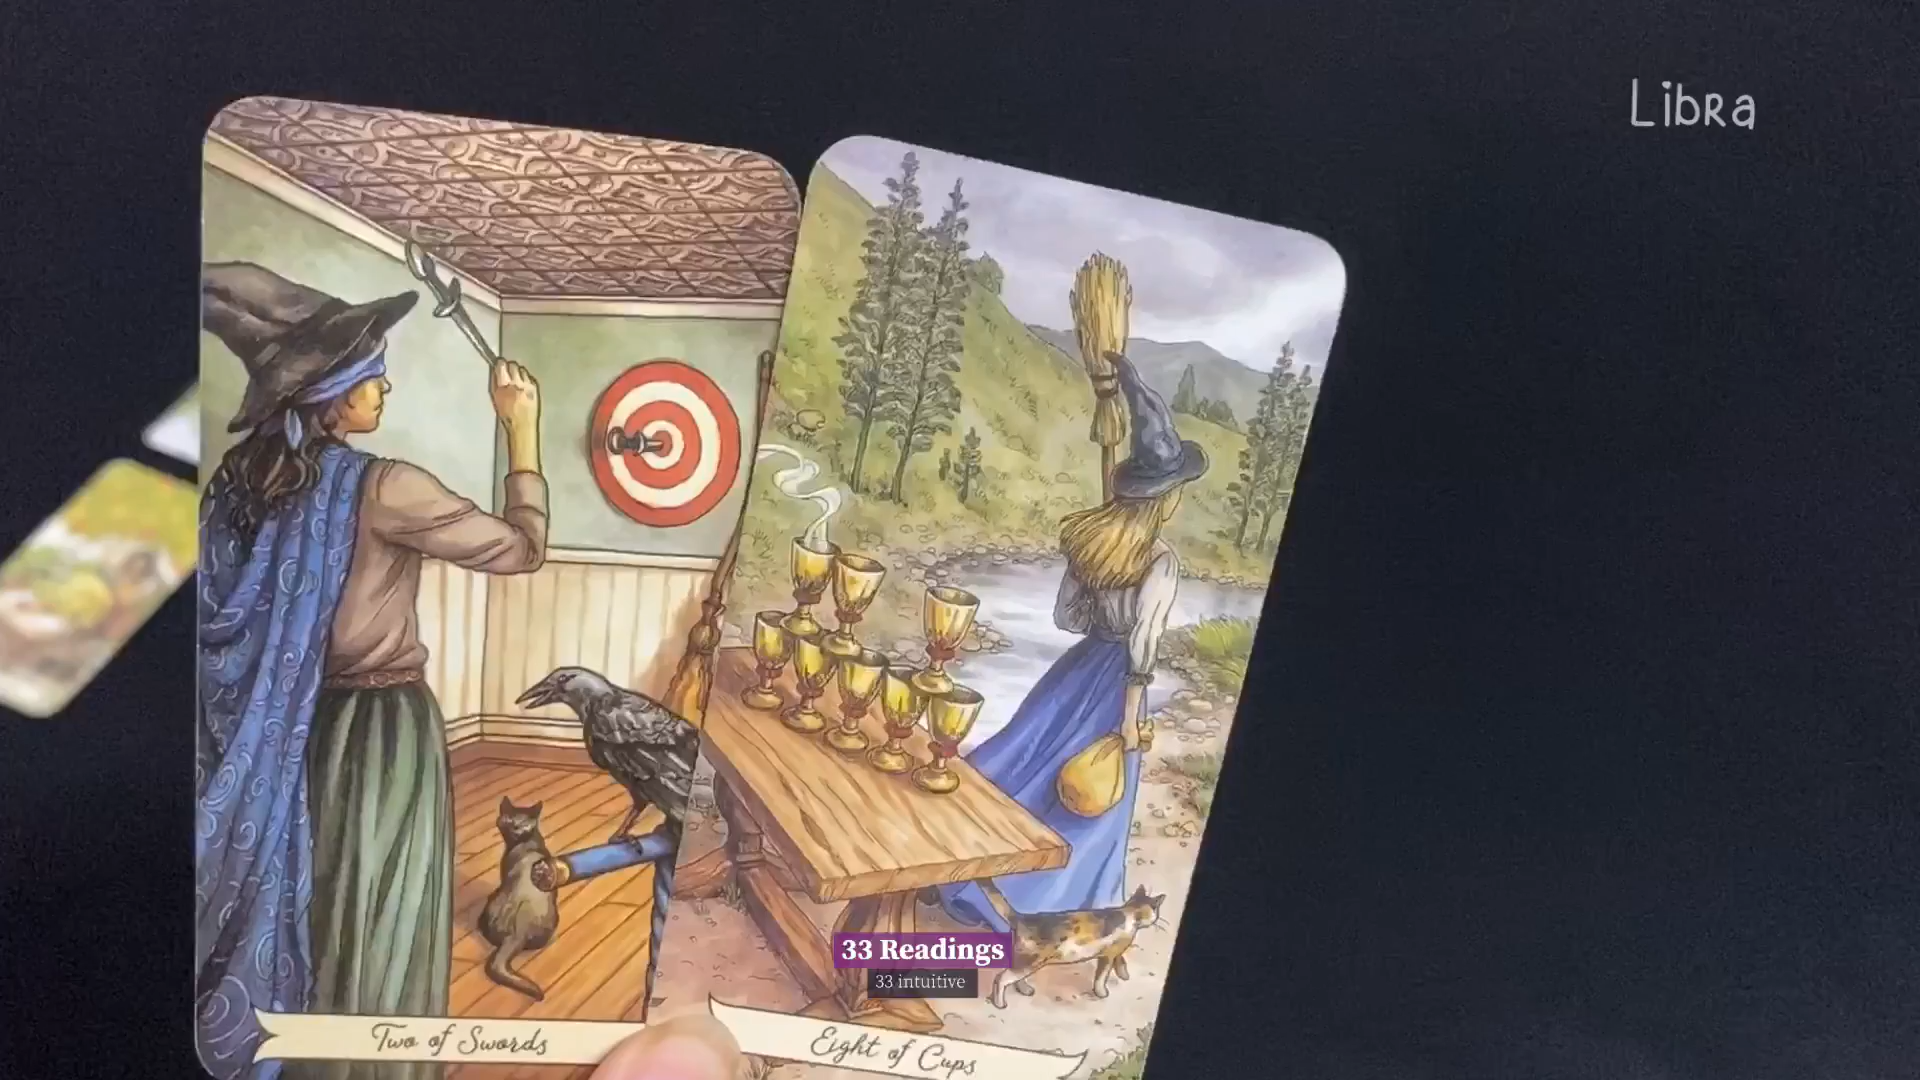 Libra
33 Readings
33 intuitive
Two of Swords
Eight of Cups